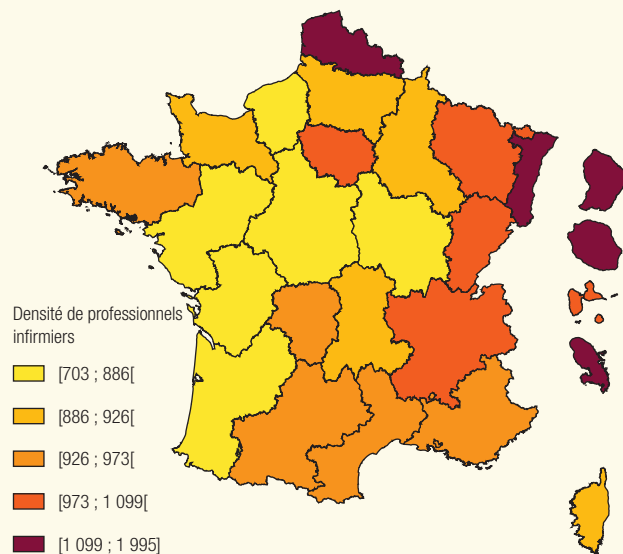 Densité de professionnels
infirmiers
[703 ; 886[
[886 ; 926[
[926 ; 973[
[973 ; 1 099[
[1 099 ; 1 995]